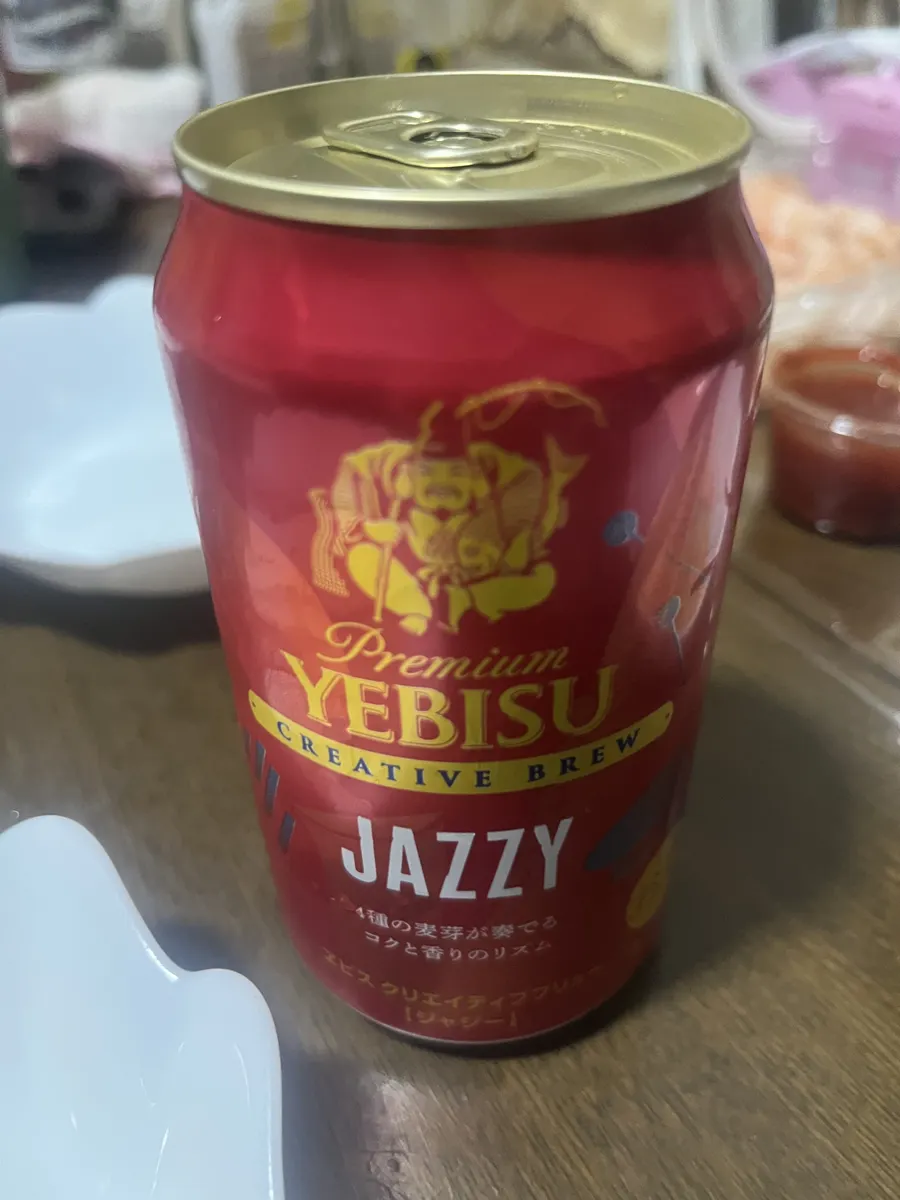 Premium
YEBISU
CREATIVE BREW
JAZZY
4種の麦芽が奏でる
コクと香りのリズム
ヱビス クリエイティブブリュー
[ジャジー]